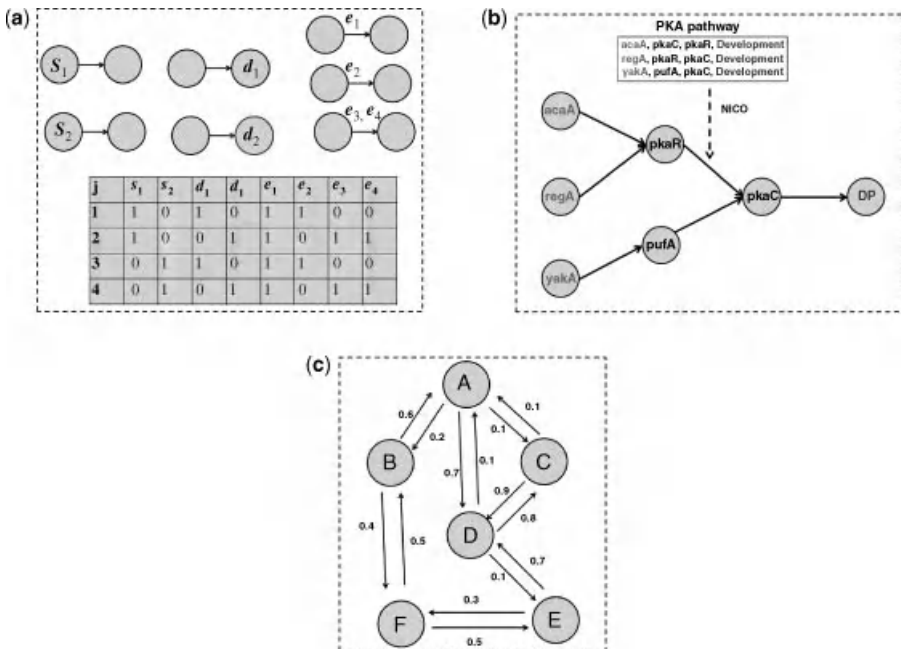 (a)
S1
d1
S2
d2
e1
e2
e3, e4
j s1 s2 d1 d1 e1 e2 e3 e4
1 1 0 1 0 1 1 0 0
2 1 0 0 1 1 0 1 1
3 0 1 1 0 1 1 0 0
4 0 1 0 1 1 0 1 1
(b)
PKA pathway
acaA, pkaC, pkaR, Development
regA, pkaR, pkaC, Development
yakA, pufA, pkaC, Development
NICO
acaA
pkaR
regA
pkaC
DP
pufA
yakA
(c)
A
0.6
0.2
0.1
0.1
B
C
0.7
0.1
0.9
0.8
D
0.4
0.5
0.7
0.1
0.3
F
E
0.5